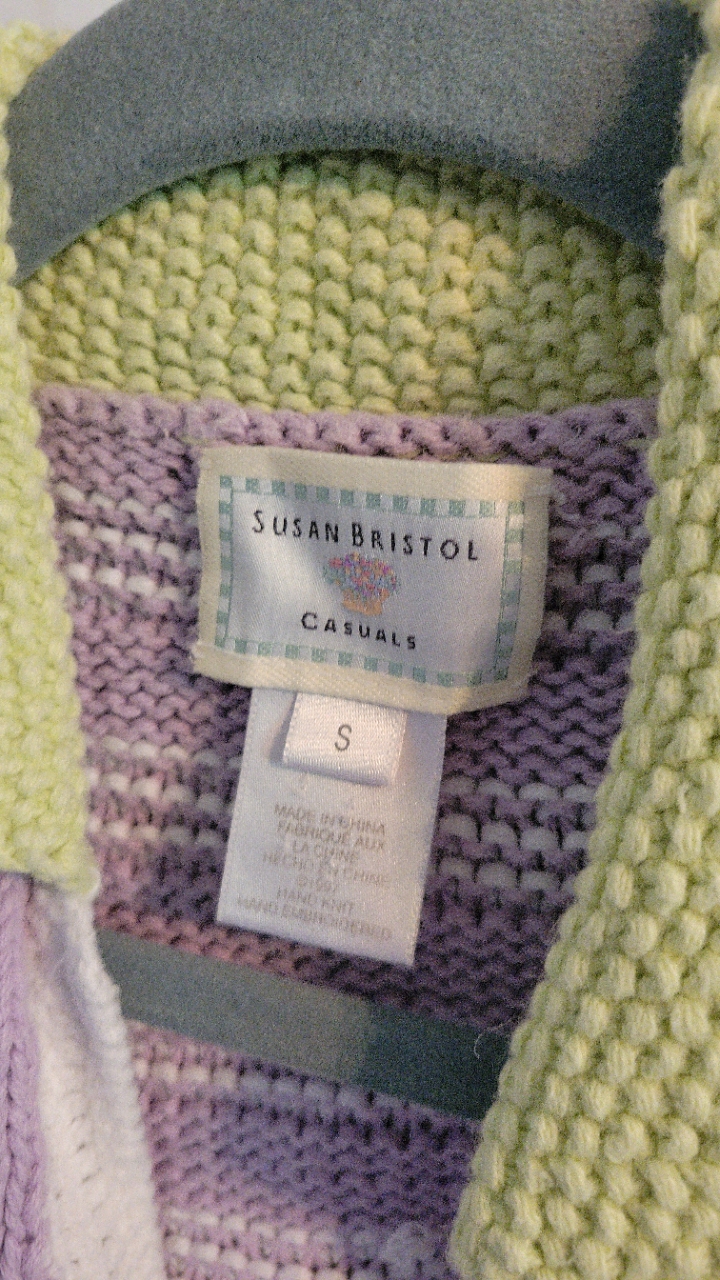 SUSAN BRISTOL
CASUALS
S
MADE IN CHINA
FABRIQUE AUX
LA CHINE
HECHO EN CHINE
©1997
HAND KNIT
HAND EMBROIDERED